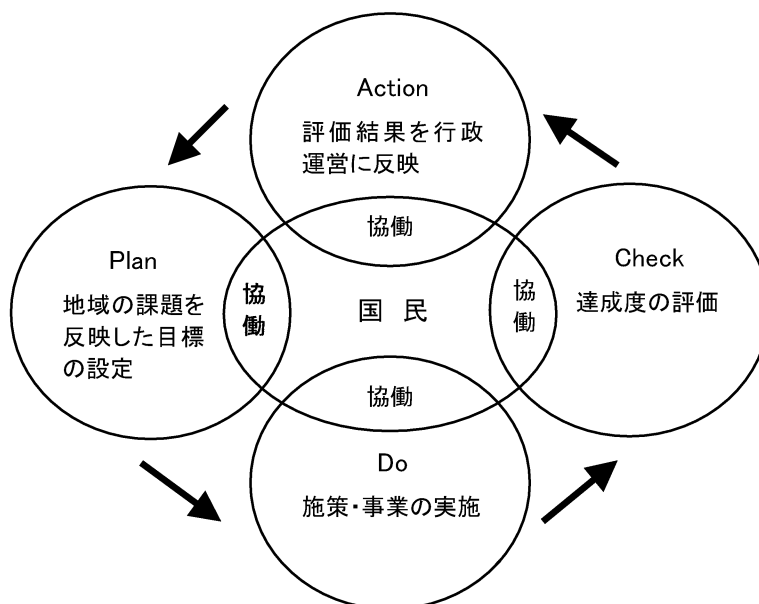 Action
評価結果を行政
運営に反映
協働
Plan
地域の課題を
反映した目標
の設定
協
働
国 民
協
働
Check
達成度の評価
協働
Do
施策・事業の実施